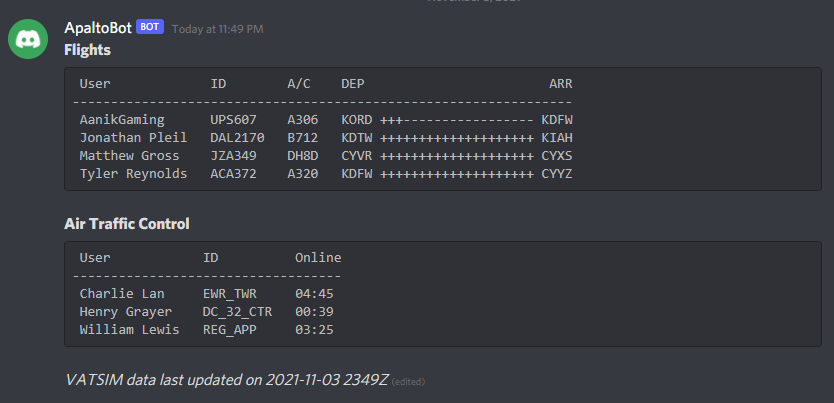 ApaltoBot BOT Today at 11:49 PM
Flights
User ID A/C DEP ARR
-----------------------------------------------------------------
AanikGaming UPS607 A306 KORD +++----------------- KDFW
Jonathan Pleil DAL2170 B712 KDTW ++++++++++++++++++++ KIAH
Matthew Gross JZA349 DH8D CYVR ++++++++++++++++++++ CYXS
Tyler Reynolds ACA372 A320 KDFW ++++++++++++++++++++ CYYZ
Air Traffic Control
User ID Online
-----------------------------------
Charlie Lan EWR_TWR 04:45
Henry Grayer DC_32_CTR 00:39
William Lewis REG_APP 03:25
VATSIM data last updated on 2021-11-03 2349Z (edited)